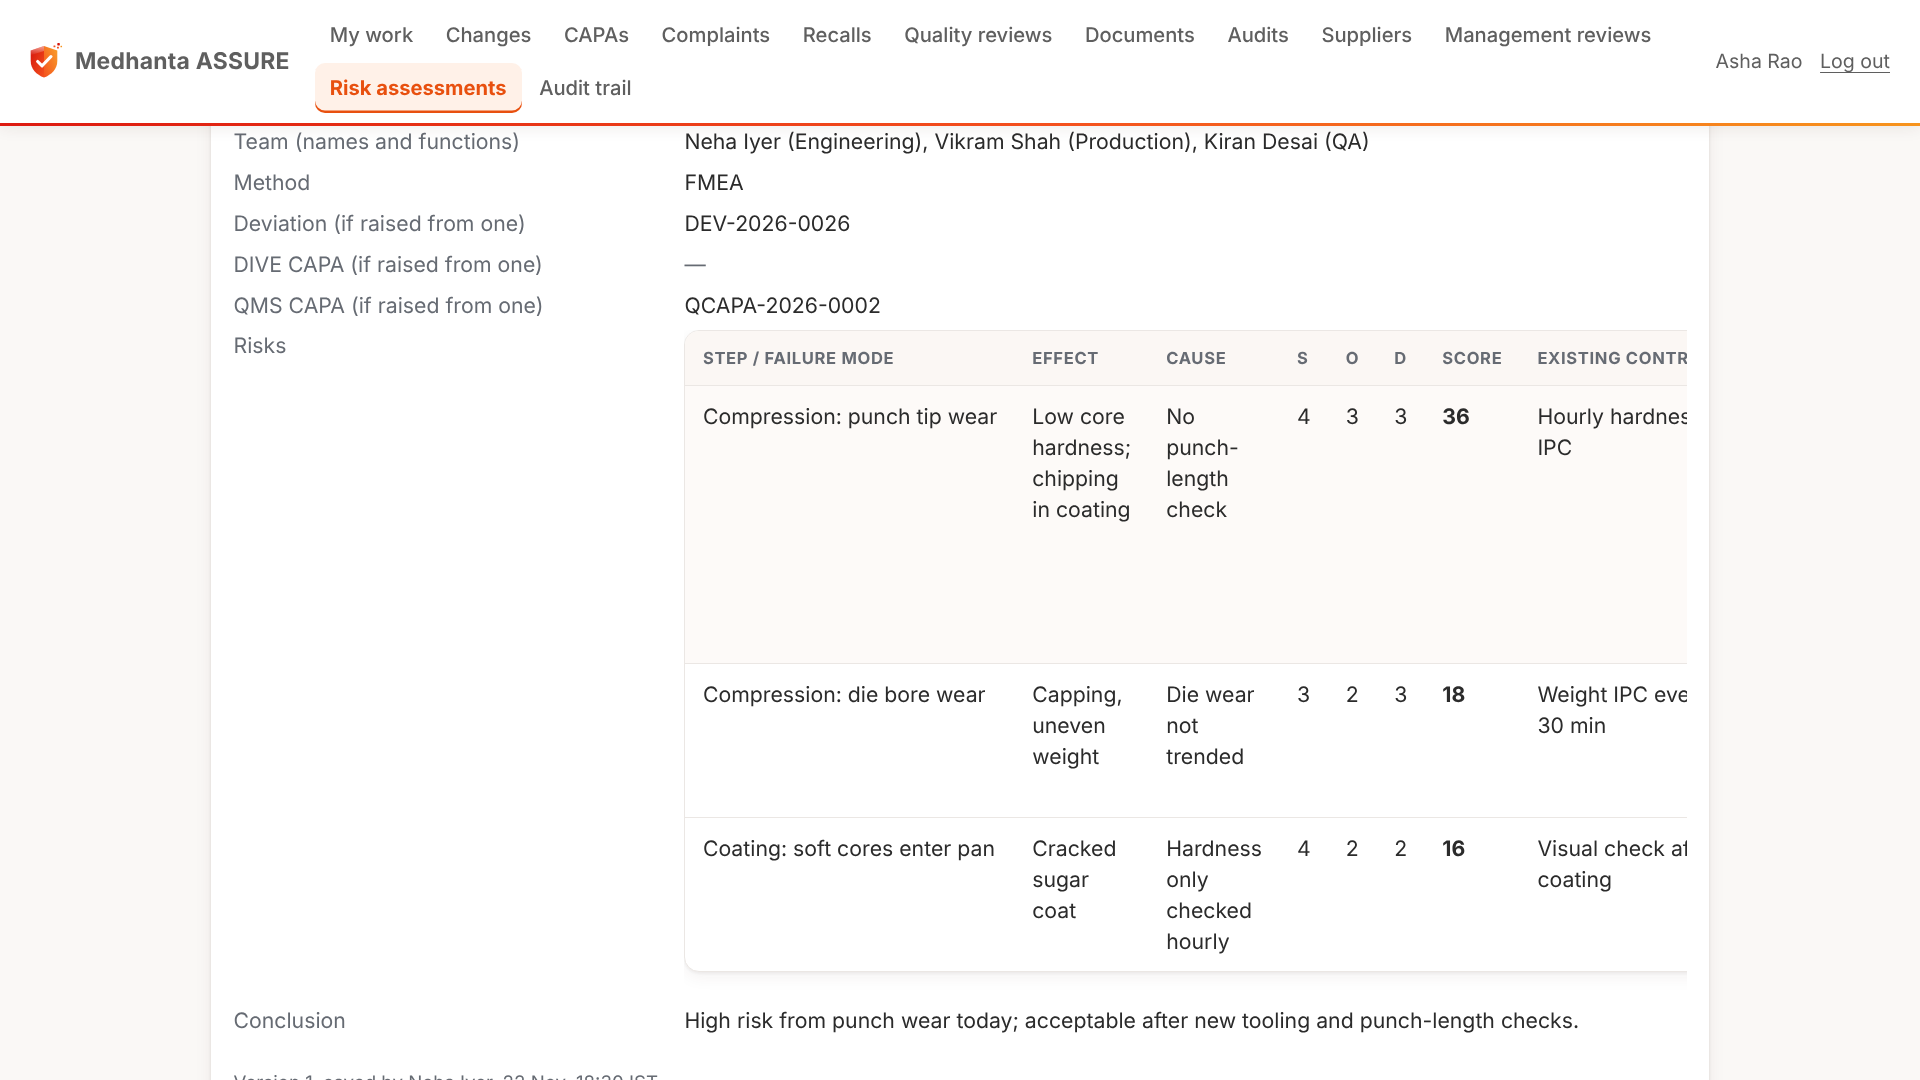 Medhanta ASSURE
My work
Changes
CAPAs
Complaints
Recalls
Quality reviews
Documents
Audits
Suppliers
Management reviews
Risk assessments
Audit trail
Asha Rao
Log out
Team (names and functions)
Neha Iyer (Engineering), Vikram Shah (Production), Kiran Desai (QA)
Method
FMEA
Deviation (if raised from one)
DEV-2026-0026
DIVE CAPA (if raised from one)
—
QMS CAPA (if raised from one)
QCAPA-2026-0002
Risks
STEP / FAILURE MODE
EFFECT
CAUSE
S
O
D
SCORE
EXISTING CONTR
Compression: punch tip wear
Low core
hardness;
chipping
in coating
No
punch-
length
check
4
3
3
36
Hourly hardnes
IPC
Compression: die bore wear
Capping,
uneven
weight
Die wear
not
trended
3
2
3
18
Weight IPC eve
30 min
Coating: soft cores enter pan
Cracked
sugar
coat
Hardness
only
checked
hourly
4
2
2
16
Visual check af
coating
Conclusion
High risk from punch wear today; acceptable after new tooling and punch-length checks.